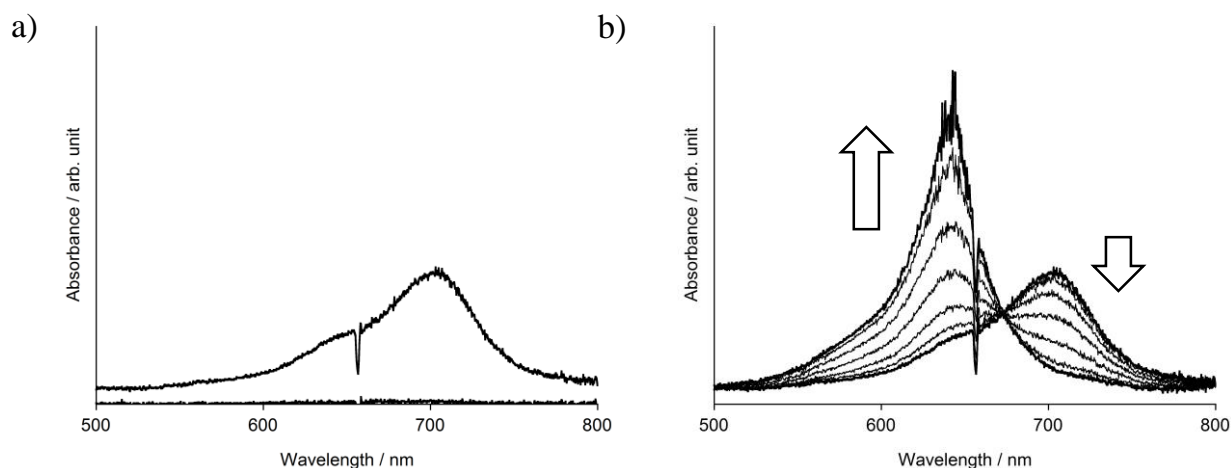 a)
Absorbance / arb. unit
500
600
700
800
Wavelength / nm
b)
Absorbance / arb. unit
500
600
700
800
Wavelength / nm